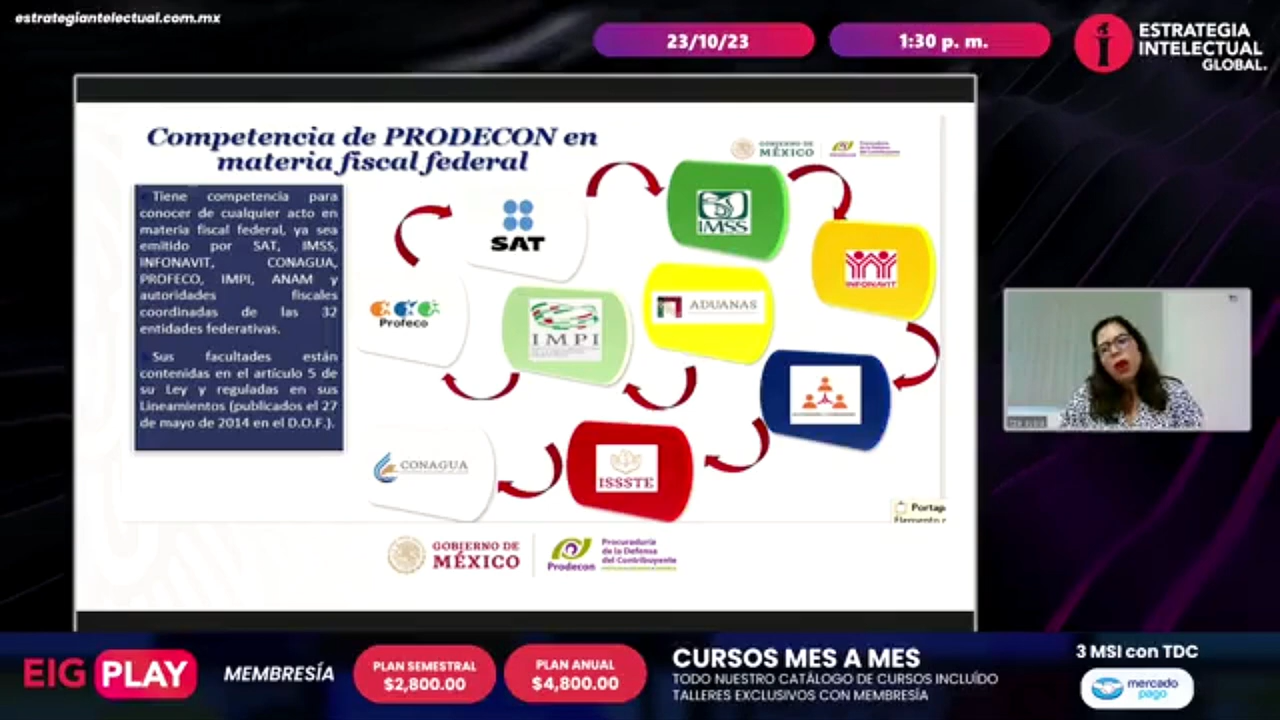 estrategiantelectual.com.mx
23/10/23
1:30 p. m.
ESTRATEGIA
INTELECTUAL
GLOBAL.
Competencia de PRODECON en
materia fiscal federal
GOBIERNO DE
MÉXICO
Tiene competencia para
conocer de cualquier acto en
materia fiscal federal, ya sea
emitido por SAT, IMSS,
INFONAVIT, CONAGUA,
PROFECO, IMPI, ANAM y
autoridades fiscales
coordinadas de las 32
entidades federativas.
Sus facultades están
contenidas en el artículo 5 de
su Ley y reguladas en sus
Lineamientos (publicados el 27
de mayo de 2014 en el D.O.F.).
SAT
IMSS
INFONAVIT
Profeco
IMPI
ADUANAS
CONAGUA
ISSSTE
Portap
Elemento
GOBIERNO DE
MÉXICO
Prodecon
Procuraduría
de la Defensa
del Contribuyente
EIG PLAY
MEMBRESÍA
PLAN SEMESTRAL
$2,800.00
PLAN ANUAL
$4,800.00
CURSOS MES A MES
TODO NUESTRO CATÁLOGO DE CURSOS INCLUÍDO
TALLERES EXCLUSIVOS CON MEMBRESÍA
3 MSI con TDC
mercado
pago